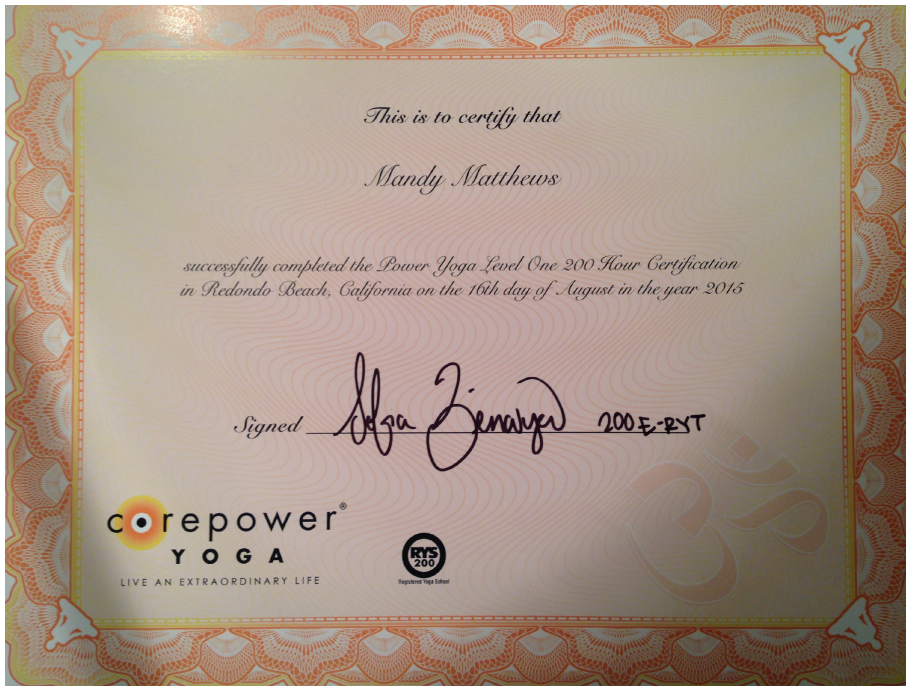 This is to certify that
Mandy Matthews
successfully completed the Power Yoga Level One 200 Hour Certification
in Redondo Beach, California on the 16th day of August in the year 2015
Signed 200 E-RYT
corepower®
YOGA
LIVE AN EXTRAORDINARY LIFE
RYS
200
Registered Yoga School